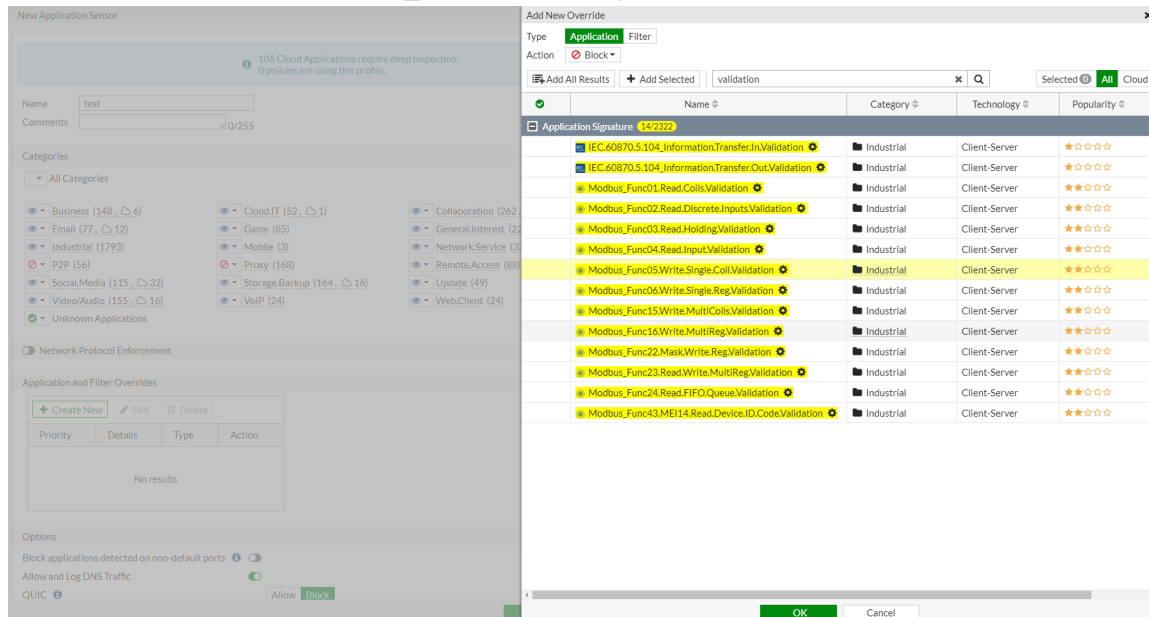 New Application Sensor
106 Cloud Applications require deep inspection.
0 policies are using this profile.
Name test
Comments 0/255
Categories
All Categories
Business (148, 6) Cloud.IT (52, 1) Collaboration (262,
Email (77, 12) Game (85) General.Interest (22
Industrial (1793) Mobile (3) Network.Service (33
P2P (56) Proxy (168) Remote.Access (88)
Social.Media (115, 32) Storage.Backup (164, 16) Update (49)
Video/Audio (155, 16) VoIP (24) Web.Client (24)
Unknown Applications
Network Protocol Enforcement
Application and Filter Overrides
+ Create New Edit Delete
Priority Details Type Action
No results
Options
Block applications detected on non-default ports
Allow and Log DNS Traffic
QUIC Allow Block
Add New Override
Type Application Filter
Action Block
Add All Results + Add Selected validation Selected 0 All Cloud
Name Category Technology Popularity
Application Signature 14/2322
IEC.60870.5.104_Information.Transfer.In.Validation Industrial Client-Server
IEC.60870.5.104_Information.Transfer.Out.Validation Industrial Client-Server
Modbus_Func01.Read.Coils.Validation Industrial Client-Server
Modbus_Func02.Read.Discrete.Inputs.Validation Industrial Client-Server
Modbus_Func03.Read.Holding.Validation Industrial Client-Server
Modbus_Func04.Read.Input.Validation Industrial Client-Server
Modbus_Func05.Write.Single.Coil.Validation Industrial Client-Server
Modbus_Func06.Write.Single.Reg.Validation Industrial Client-Server
Modbus_Func15.Write.MultiCoils.Validation Industrial Client-Server
Modbus_Func16.Write.MultiReg.Validation Industrial Client-Server
Modbus_Func22.Mask.Write.Reg.Validation Industrial Client-Server
Modbus_Func23.Read.Write.MultiReg.Validation Industrial Client-Server
Modbus_Func24.Read.FIFO.Queue.Validation Industrial Client-Server
Modbus_Func43.MEI14.Read.Device.ID.Code.Validation Industrial Client-Server
OK Cancel